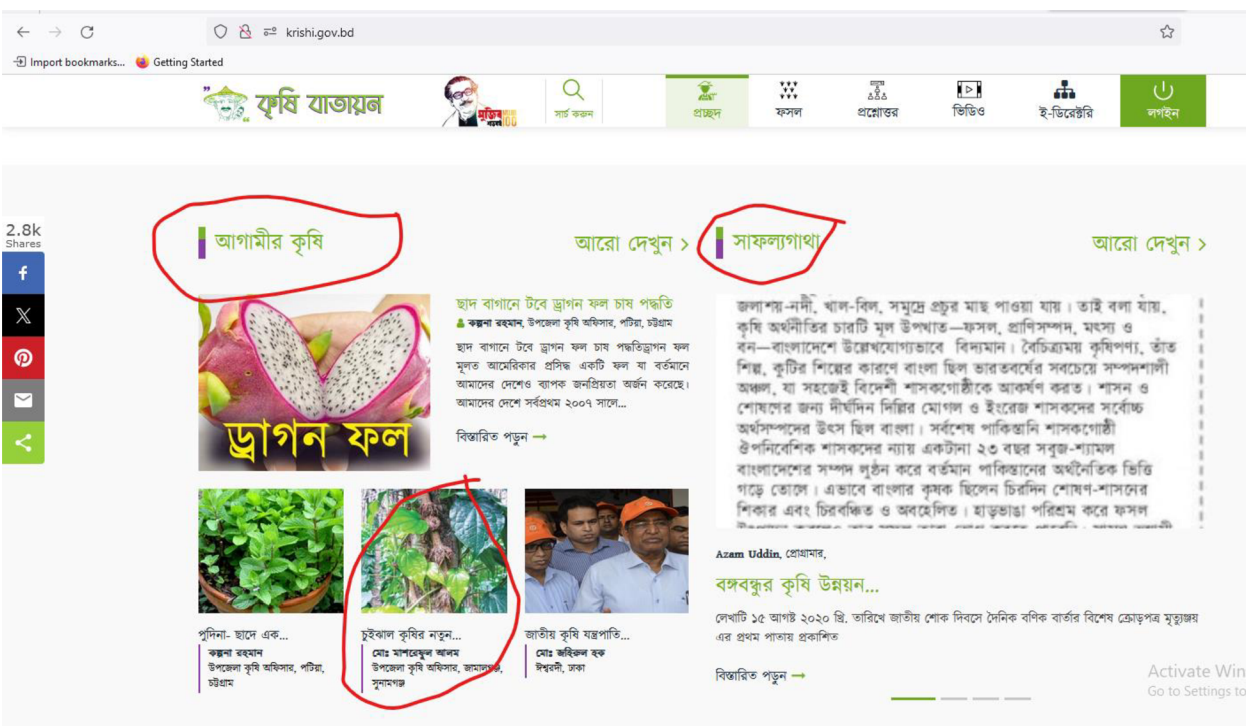 krishi.gov.bd
Import bookmarks... Getting Started
কৃষি বাতায়ন
মুজিব
100
সার্চ করুন
প্রচ্ছদ
ফসল
প্রশ্নোত্তর
ভিডিও
ই-ডিরেক্টরি
লগইন
2.8k
Shares
আগামীর কৃষি
আরো দেখুন >
ড্রাগন ফল
ছাদ বাগানে টবে ড্রাগন ফল চাষ পদ্ধতি
কল্পনা রহমান, উপজেলা কৃষি অফিসার, পটিয়া, চট্টগ্রাম
ছাদ বাগানে টবে ড্রাগন ফল চাষ পদ্ধতিড্রাগন ফল
মূলত আমেরিকার প্রসিদ্ধ একটি ফল যা বর্তমানে
আমাদের দেশেও ব্যাপক জনপ্রিয়তা অর্জন করেছে।
আমাদের দেশে সর্বপ্রথম ২০০৭ সালে...
বিস্তারিত পড়ুন →
পুদিনা- ছাদে এক...
কল্পনা রহমান
উপজেলা কৃষি অফিসার, পটিয়া,
চট্টগ্রাম
চুইঝাল কৃষির নতুন...
মোঃ মাশরেফুল আলম
উপজেলা কৃষি অফিসার, জামালগঞ্জ,
সুনামগঞ্জ
জাতীয় কৃষি যন্ত্রপাতি...
মোঃ জহিরুল হক
ঈশ্বরদী, ঢাকা
সাফল্যগাথা
আরো দেখুন >
জলাশয়-নদী, খাল-বিল, সমুদ্রে প্রচুর মাছ পাওয়া যায়। তাই বলা যায়,
কৃষি অর্থনীতির চারটি মূল উপখাত—ফসল, প্রাণিসম্পদ, মৎস্য ও
বন—বাংলাদেশে উল্লেখযোগ্যভাবে বিদ্যমান। বৈচিত্র্যময় কৃষিপণ্য, তাঁত
শিল্প, কুটির শিল্পের কারণে বাংলা ছিল ভারতবর্ষের সবচেয়ে সম্পদশালী
অঞ্চল, যা সহজেই বিদেশী শাসকগোষ্ঠীকে আকর্ষণ করত। শাসন ও
শোষণের জন্য দীর্ঘদিন দিল্লির মোগল ও ইংরেজ শাসকদের সর্বোচ্চ
অর্থসম্পদের উৎস ছিল বাংলা। সর্বশেষ পাকিস্তানি শাসকগোষ্ঠী
ঔপনিবেশিক শাসকদের ন্যায় একটানা ২৩ বছর সবুজ-শ্যামল
বাংলাদেশের সম্পদ লুণ্ঠন করে বর্তমান পাকিস্তানের অর্থনৈতিক ভিত্তি
গড়ে তোলে। এভাবে বাংলার কৃষক ছিলেন চিরদিন শোষণ-শাসনের
শিকার এবং চিরবঞ্চিত ও অবহেলিত। হাড়ভাঙা পরিশ্রম করে ফসল
Azam Uddin, প্রোগ্রামার,
বঙ্গবন্ধুর কৃষি উন্নয়ন...
লেখাটি ১৫ আগষ্ট ২০২০ খ্রি. তারিখে জাতীয় শোক দিবসে দৈনিক বণিক বার্তার বিশেষ ক্রোড়পত্র মৃত্যুঞ্জয়
এর প্রথম পাতায় প্রকাশিত
বিস্তারিত পড়ুন →
Activate Win
Go to Settings to